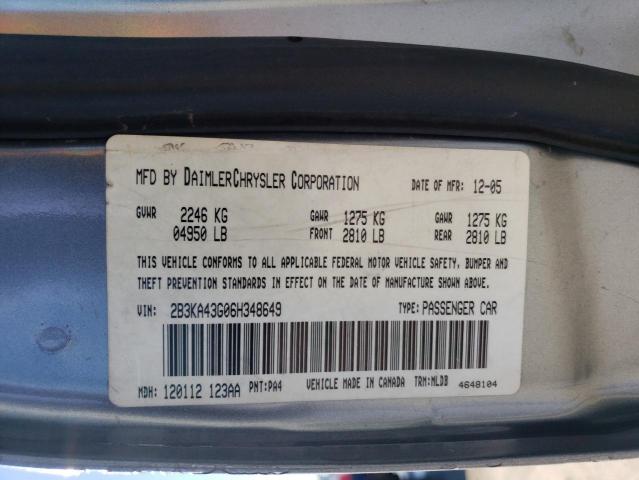 MFD BY DAIMLERCHRYSLER CORPORATION DATE OF MFR: 12-05
GVWR 2246 KG GAWR 1275 KG GAWR 1275 KG
04950 LB FRONT 2810 LB REAR 2810 LB
THIS VEHICLE CONFORMS TO ALL APPLICABLE FEDERAL MOTOR VEHICLE SAFETY, BUMPER AND
THEFT PREVENTION STANDARDS IN EFFECT ON THE DATE OF MANUFACTURE SHOWN ABOVE.
VIN: 2B3KA43G06H348649 TYPE: PASSENGER CAR
MDH: 120112 123AA PNT:PA4 VEHICLE MADE IN CANADA TRM:NLDB 4648104